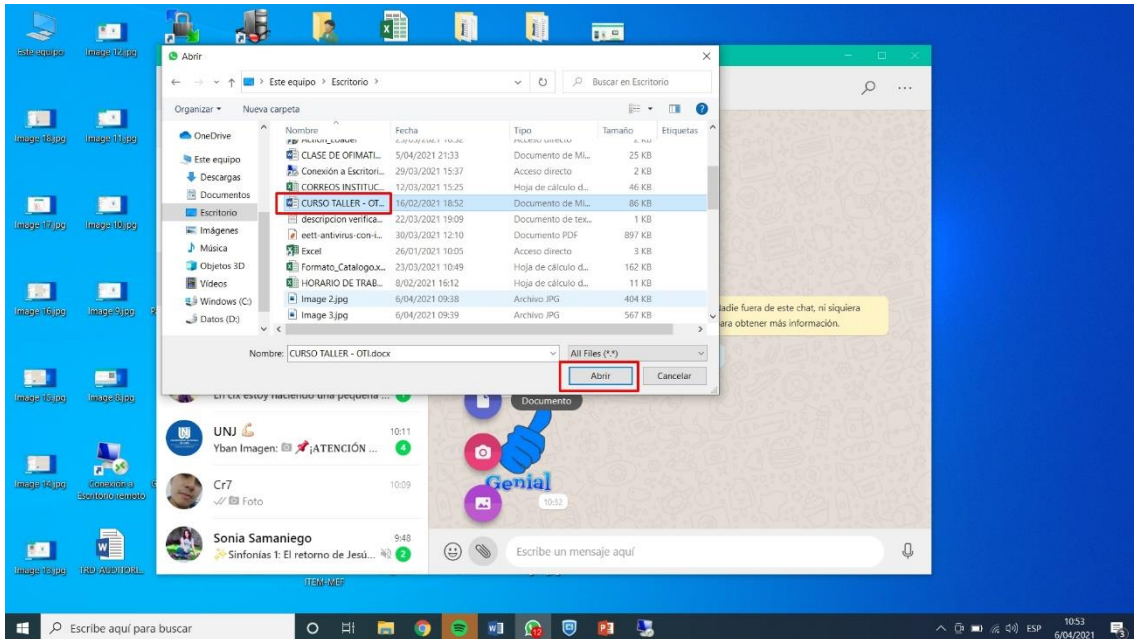 Este equipo
Image 12.jpg
Image 18.jpg
Image 11.jpg
Image 17.jpg
Image 10.jpg
Image 16.jpg
Image 9.jpg
Image 15.jpg
Image 8.jpg
Image 14.jpg
Conexión a
Escritorio remoto
Image 13.jpg
TRD-AUDITORI...
ITBM-MEF
Abrir
Este equipo > Escritorio >
Buscar en Escritorio
Organizar
Nueva carpeta
OneDrive
Este equipo
Descargas
Documentos
Escritorio
Imágenes
Música
Objetos 3D
Vídeos
Windows (C:)
Datos (D:)
Nombre Fecha Tipo Tamaño Etiquetas
CLASE DE OFIMATI... 5/04/2021 21:33 Documento de Mi... 25 KB
Conexión a Escritori... 29/03/2021 15:37 Acceso directo 2 KB
CORREOS INSTITUC... 12/03/2021 15:25 Hoja de cálculo d... 46 KB
CURSO TALLER - OT... 16/02/2021 18:52 Documento de Mi... 86 KB
descripcion verifica... 22/03/2021 19:09 Documento de tex... 1 KB
eett-antivirus-con-i... 30/03/2021 12:10 Documento PDF 897 KB
Excel 26/01/2021 10:05 Acceso directo 3 KB
Formato_Catalogo.x... 23/03/2021 10:49 Hoja de cálculo d... 162 KB
HORARIO DE TRAB... 8/02/2021 16:12 Hoja de cálculo d... 11 KB
Image 2.jpg 6/04/2021 09:38 Archivo JPG 404 KB
Image 3.jpg 6/04/2021 09:39 Archivo JPG 567 KB
Nombre: CURSO TALLER - OTI.docx
All Files (*.*)
Abrir
Cancelar
Nadie fuera de este chat, ni siquiera
para obtener más información.
En cix estoy haciendo una pequeña ...
UNJ
10:11
Yban Imagen: ¡ATENCIÓN ...
4
Cr7
10:09
Foto
Sonia Samaniego
9:48
Sinfonías 1: El retorno de Jesú...
2
Documento
Genial
10:32
Escribe un mensaje aquí
Escribe aquí para buscar
12
ESP
10:53
6/04/2021
3